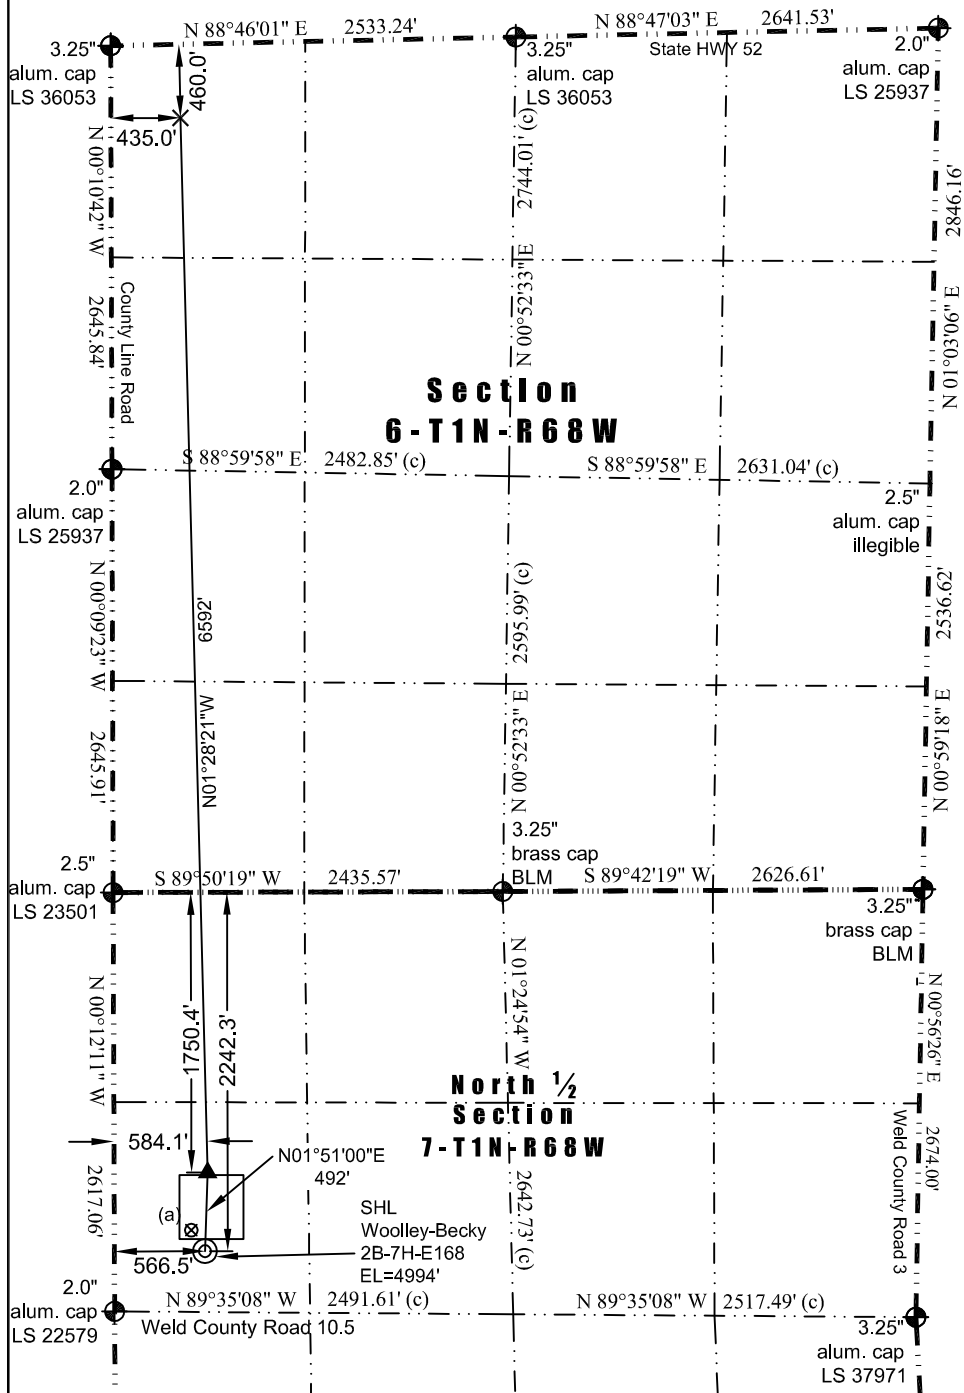 N 88°46'01" E 2533.24' N 88°47'03" E 2641.53'
State HWY 52
3.25"
alum. cap
LS 36053
460.0'
435.0'
3.25"
alum. cap
LS 36053
2.0"
alum. cap
LS 25937
N 00°10'42" W 2645.84'
County Line Road
N 00°52'33" E 2744.01' (c)
N 01°03'06" E 2846.16'
Section
6-T1N-R68W
S 88°59'58" E 2482.85' (c) S 88°59'58" E 2631.04' (c)
2.0"
alum. cap
LS 25937
2.5"
alum. cap
illegible
N 00°09'23" W 2645.91'
N01°28'21"W 6592'
N 00°52'33" E 2595.99' (c)
N 00°59'18" E 2536.62'
3.25"
brass cap
BLM
2.5"
alum. cap
LS 23501
S 89°50'19" W 2435.57' S 89°42'19" W 2626.61'
3.25"
brass cap
BLM
N 00°12'11" W 2617.06'
1750.4'
2242.3'
N 01°24'54" W 2642.73' (c)
N 00°56'26" E 2674.00'
Weld County Road 3
North ½
Section
7-T1N-R68W
584.1'
N01°51'00"E
492'
(a)
SHL
Woolley-Becky
2B-7H-E168
EL=4994'
566.5'
2.0"
alum. cap
LS 22579
N 89°35'08" W 2491.61' (c) N 89°35'08" W 2517.49' (c)
Weld County Road 10.5
3.25"
alum. cap
LS 37971